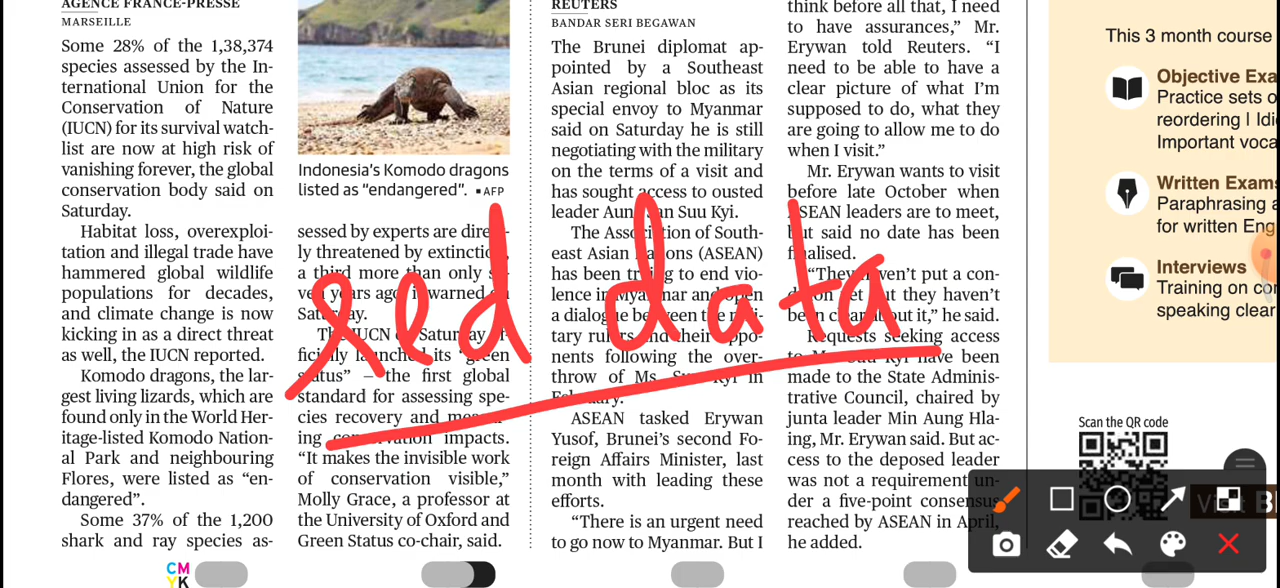 AGENCE FRANCE-PRESSE
MARSEILLE
Some 28% of the 1,38,374
species assessed by the In-
ternational Union for the
Conservation of Nature
(IUCN) for its survival watch-
list are now at high risk of
vanishing forever, the global
conservation body said on
Saturday.
Habitat loss, overexploi-
tation and illegal trade have
hammered global wildlife
populations for decades,
and climate change is now
kicking in as a direct threat
as well, the IUCN reported.
Komodo dragons, the lar-
gest living lizards, which are
found only in the World Her-
itage-listed Komodo Nation-
al Park and neighbouring
Flores, were listed as “en-
dangered”.
Some 37% of the 1,200
shark and ray species as-
CM
YK
Indonesia's Komodo dragons
listed as "endangered". ▪AFP
sessed by experts are direct-
ly threatened by extinction,
a third more than only se-
ven years ago, it warned on
Saturday.
The IUCN on Saturday of-
ficially launched its “green
status” — the first global
standard for assessing spe-
cies recovery and measur-
ing conservation impacts.
“It makes the invisible work
of conservation visible,”
Molly Grace, a professor at
the University of Oxford and
Green Status co-chair, said.
sed data
REUTERS
BANDAR SERI BEGAWAN
The Brunei diplomat ap-
pointed by a Southeast
Asian regional bloc as its
special envoy to Myanmar
said on Saturday he is still
negotiating with the military
on the terms of a visit and
has sought access to ousted
leader Aung San Suu Kyi.
The Association of South-
east Asian Nations (ASEAN)
has been trying to end vio-
lence in Myanmar and open
a dialogue between the mili-
tary rulers and their oppo-
nents following the over-
throw of Ms. Suu Kyi in
February.
ASEAN tasked Erywan
Yusof, Brunei’s second Fo-
reign Affairs Minister, last
month with leading these
efforts.
“There is an urgent need
to go now to Myanmar. But I
think before all that, I need
to have assurances,” Mr.
Erywan told Reuters. “I
need to be able to have a
clear picture of what I’m
supposed to do, what they
are going to allow me to do
when I visit.”
Mr. Erywan wants to visit
before late October when
ASEAN leaders are to meet,
but said no date has been
finalised.
“They haven’t put a con-
dition yet but they haven’t
been clear about it,” he said.
Requests seeking access
to Ms. Suu Kyi have been
made to the State Adminis-
trative Council, chaired by
junta leader Min Aung Hla-
ing, Mr. Erywan said. But ac-
cess to the deposed leader
was not a requirement un-
der a five-point consensus
reached by ASEAN in April,
he added.
This 3 month course
Objective Exa
Practice sets o
reordering I Idi
Important voca
Written Exams
Paraphrasing a
for written Eng
Interviews
Training on co
speaking clear
Scan the QR code